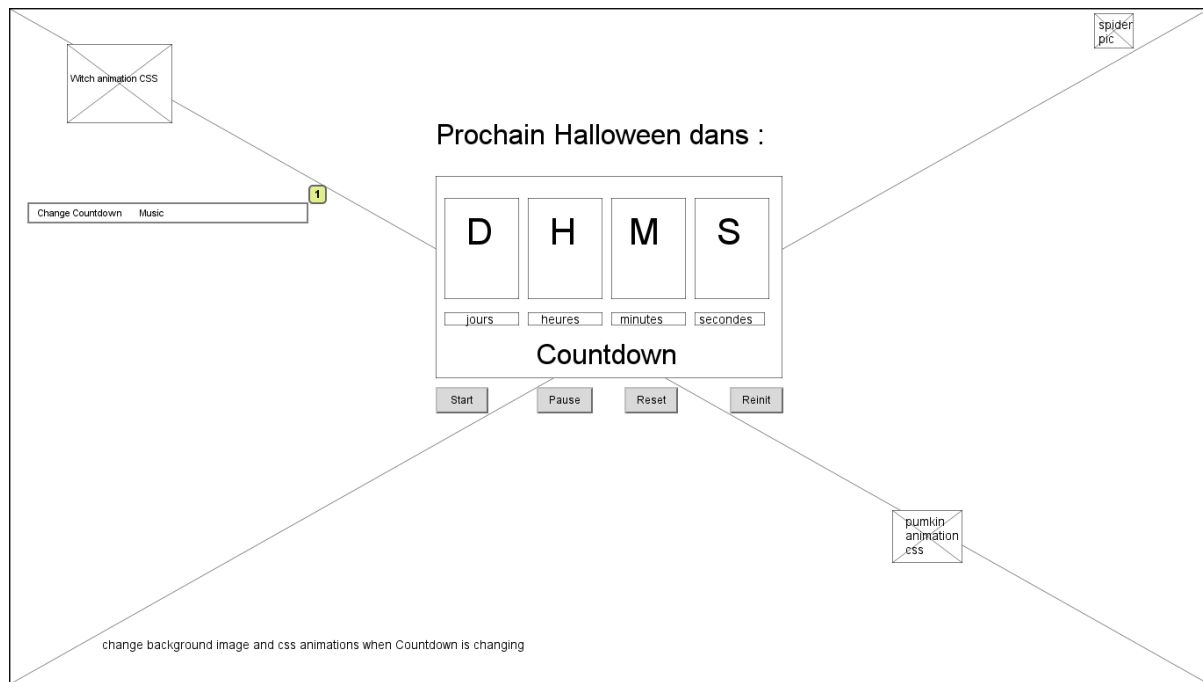 spider
pic
Witch animation CSS
Prochain Halloween dans :
1
Change Countdown Music
D H M S
jours heures minutes secondes
Countdown
Start Pause Reset Reinit
pumkin
animation
css
change background image and css animations when Countdown is changing